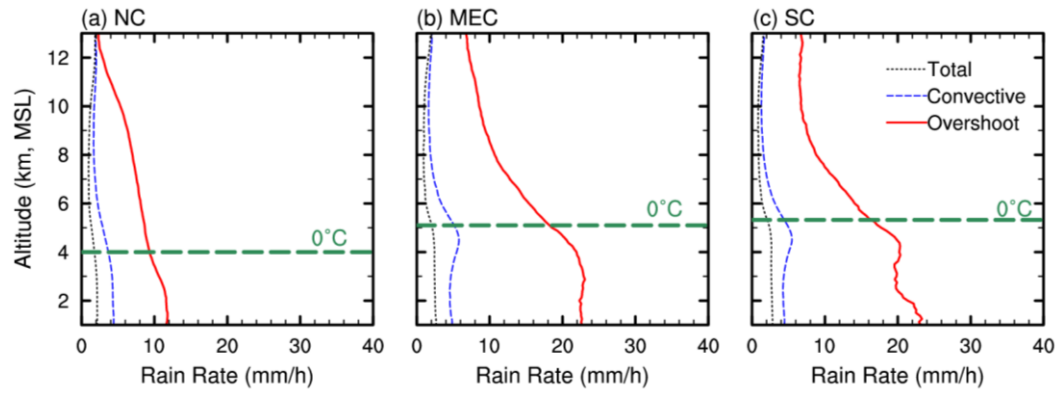 (a) NC
(b) MEC
(c) SC
Altitude (km, MSL)
12
10
8
6
4
2
0°C
0°C
0°C
Total
Convective
Overshoot
0 10 20 30 40
0 10 20 30 40
0 10 20 30 40
Rain Rate (mm/h)
Rain Rate (mm/h)
Rain Rate (mm/h)